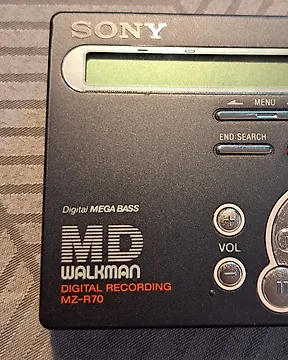 SONY
MENU
END SEARCH
Digital MEGA BASS
VOL
MD
WALKMAN
DIGITAL RECORDING
MZ-R70